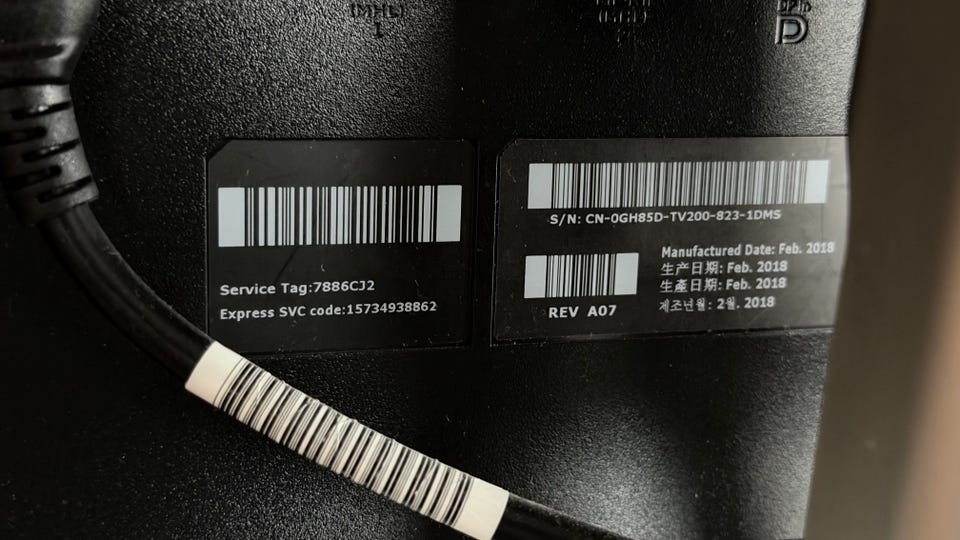 (MHL)
Service Tag:7886CJ2
Express SVC code:15734938862
S/N: CN-0GH85D-TV200-823-1DMS
REV A07
Manufactured Date: Feb. 2018
生产日期: Feb. 2018
生產日期: Feb. 2018
제조년월: 2월. 2018